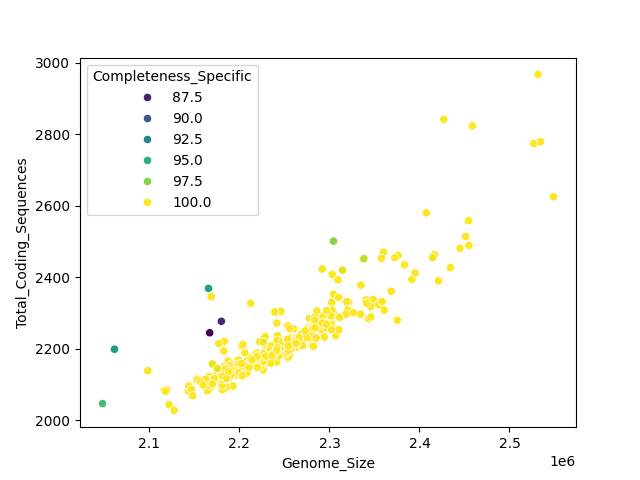 Completeness_Specific
87.5
90.0
92.5
95.0
97.5
100.0
3000
2800
2600
2400
2200
2000
Total_Coding_Sequences
2.1 2.2 2.3 2.4 2.5
1e6
Genome_Size